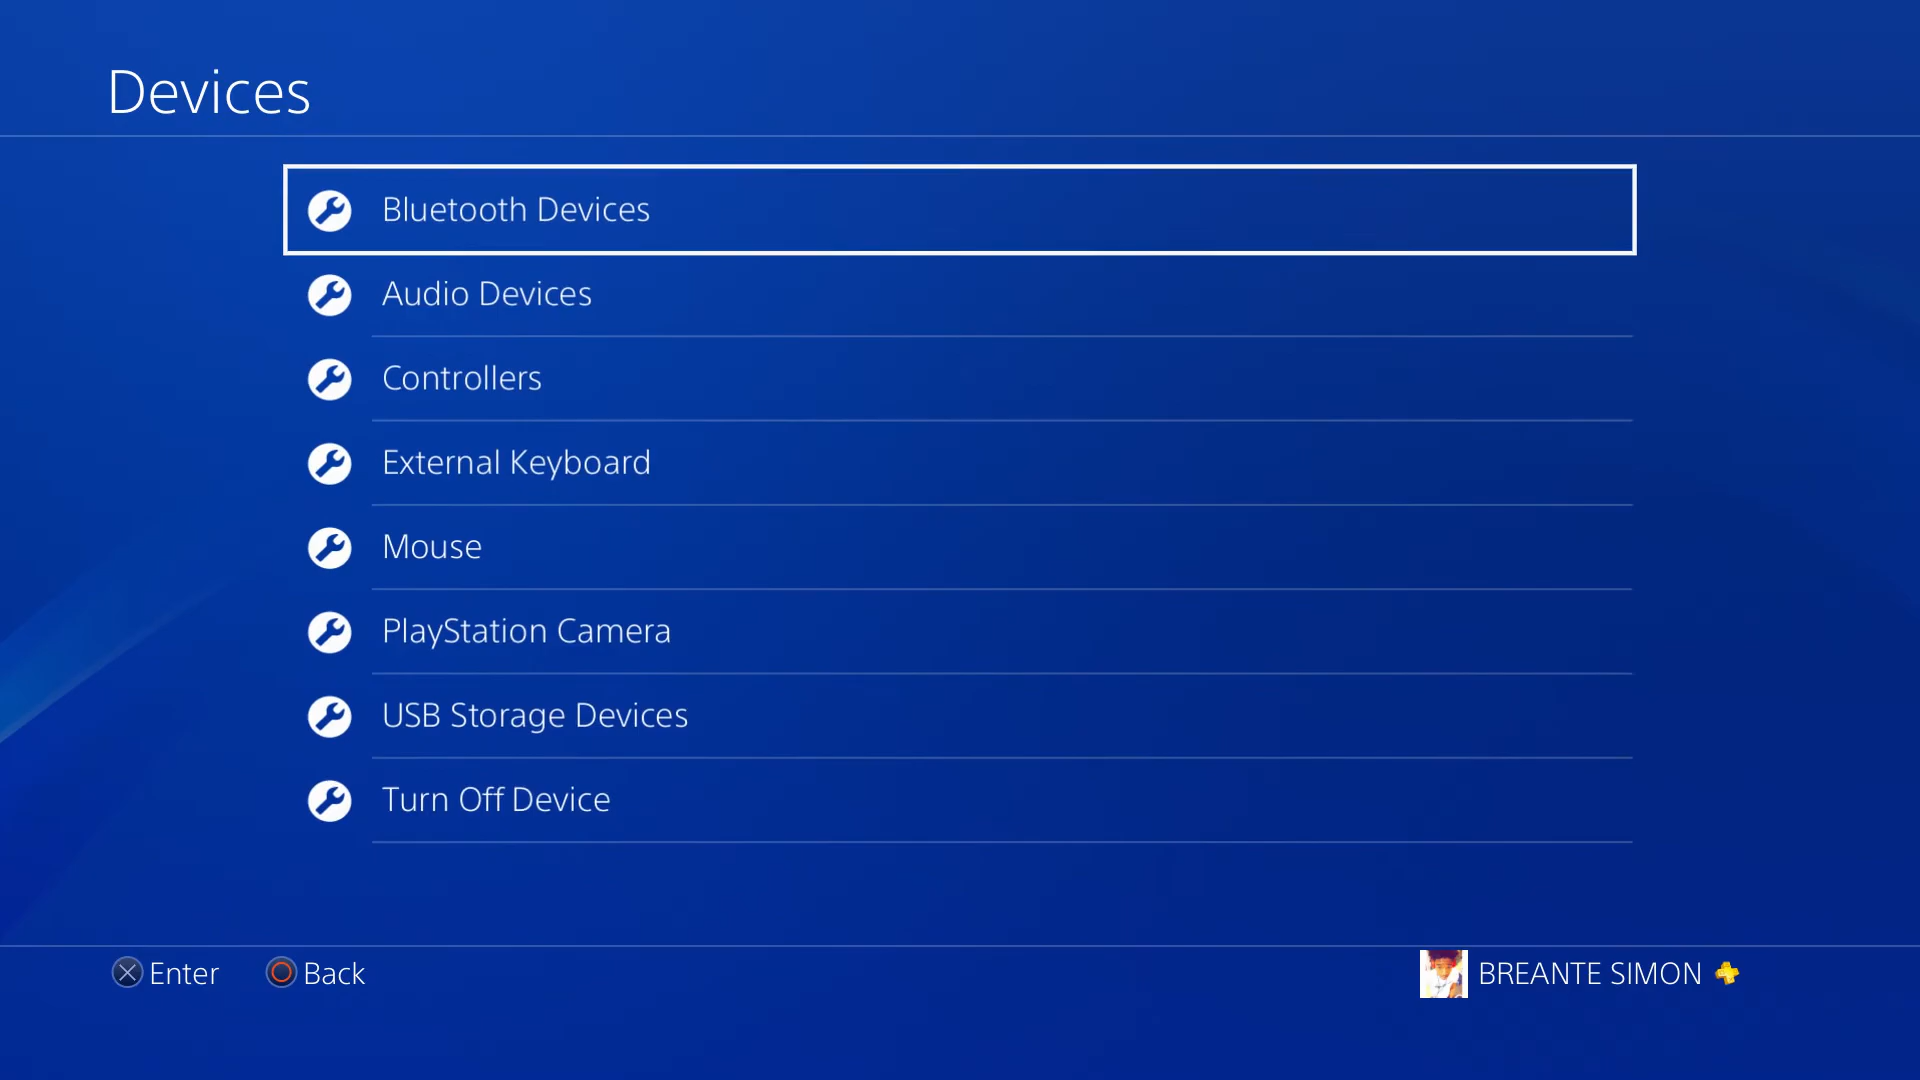 Devices
Bluetooth Devices
Audio Devices
Controllers
External Keyboard
Mouse
PlayStation Camera
USB Storage Devices
Turn Off Device
Enter
Back
BREANTE SIMON